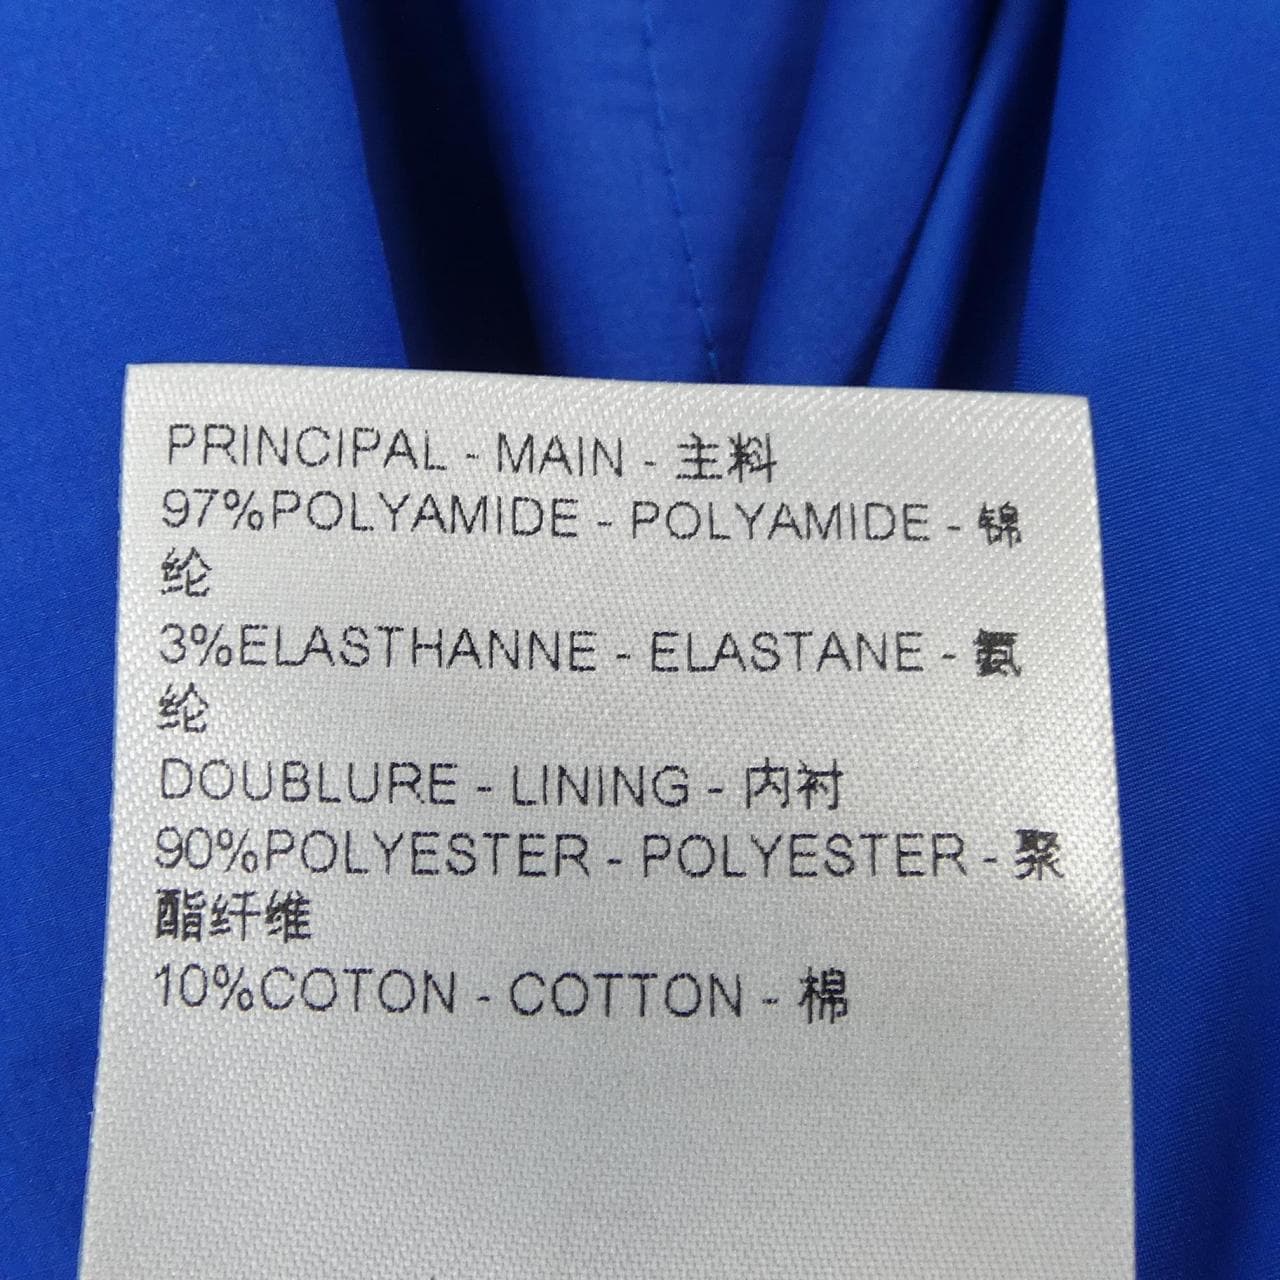 PRINCIPAL - MAIN - 主料
97%POLYAMIDE - POLYAMIDE - 锦
纶
3%ELASTHANNE - ELASTANE - 氨
纶
DOUBLURE - LINING - 内衬
90%POLYESTER - POLYESTER - 聚
酯纤维
10%COTON - COTTON - 棉